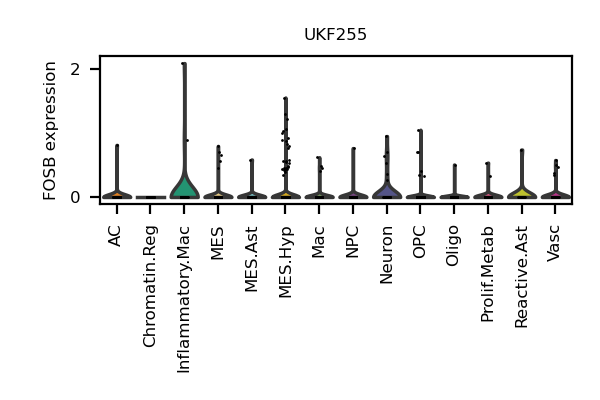 UKF255
FOSB expression
2
0
AC
Chromatin.Reg
Inflammatory.Mac
MES
MES.Ast
MES.Hyp
Mac
NPC
Neuron
OPC
Oligo
Prolif.Metab
Reactive.Ast
Vasc